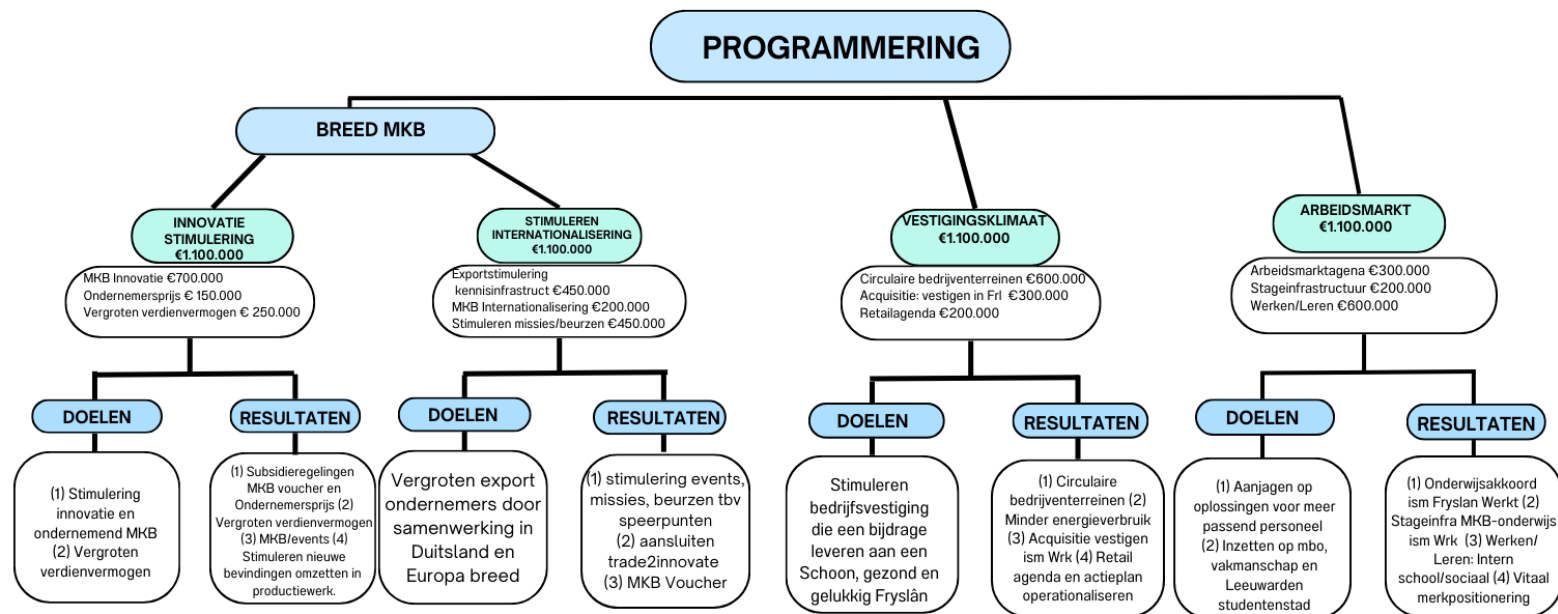 PROGRAMMERING
BREED MKB
INNOVATIE
STIMULERING
€1.100.000
MKB Innovatie €700.000
Ondernemersprijs € 150.000
Vergroten verdienvermogen € 250.000
DOELEN
(1) Stimulering
innovatie en
ondernemend MKB
(2) Vergroten
verdienvermogen
RESULTATEN
(1) Subsidieregelingen
MKB voucher en
Ondernemersprijs (2)
Vergroten verdienvermogen
(3) MKB/events (4)
Stimuleren nieuwe
bevindingen omzetten in
productiewerk.
STIMULEREN
INTERNATIONALISERING
€1.100.000
Exportstimulering
kennisinfrastruct €450.000
MKB Internationalisering €200.000
Stimuleren missies/beurzen €450.000
DOELEN
Vergroten export
ondernemers door
samenwerking in
Duitsland en
Europa breed
RESULTATEN
(1) stimulering events,
missies, beurzen tbv
speerpunten
(2) aansluiten
trade2innovate
(3) MKB Voucher
VESTIGINGSKLIMAAT
€1.100.000
Circulaire bedrijventerreinen €600.000
Acquisitie: vestigen in Frl €300.000
Retailagenda €200.000
DOELEN
Stimuleren
bedrijfsvestiging
die een bijdrage
leveren aan een
Schoon, gezond en
gelukkig Fryslân
RESULTATEN
(1) Circulaire
bedrijventerreinen (2)
Minder energieverbruik
(3) Acquisitie vestigen
ism Wrk (4) Retail
agenda en actieplan
operationaliseren
ARBEIDSMARKT
€1.100.000
Arbeidsmarktagena €300.000
Stageinfrastructuur €200.000
Werken/Leren €600.000
DOELEN
(1) Aanjagen op
oplossingen voor meer
passend personeel
(2) Inzetten op mbo,
vakmanschap en
Leeuwarden
studentenstad
RESULTATEN
(1) Onderwijsakkoord
ism Fryslan Werkt (2)
Stageinfra MKB-onderwijs
ism Wrk (3) Werken/
Leren: Intern
school/sociaal (4) Vitaal
merkpositionering